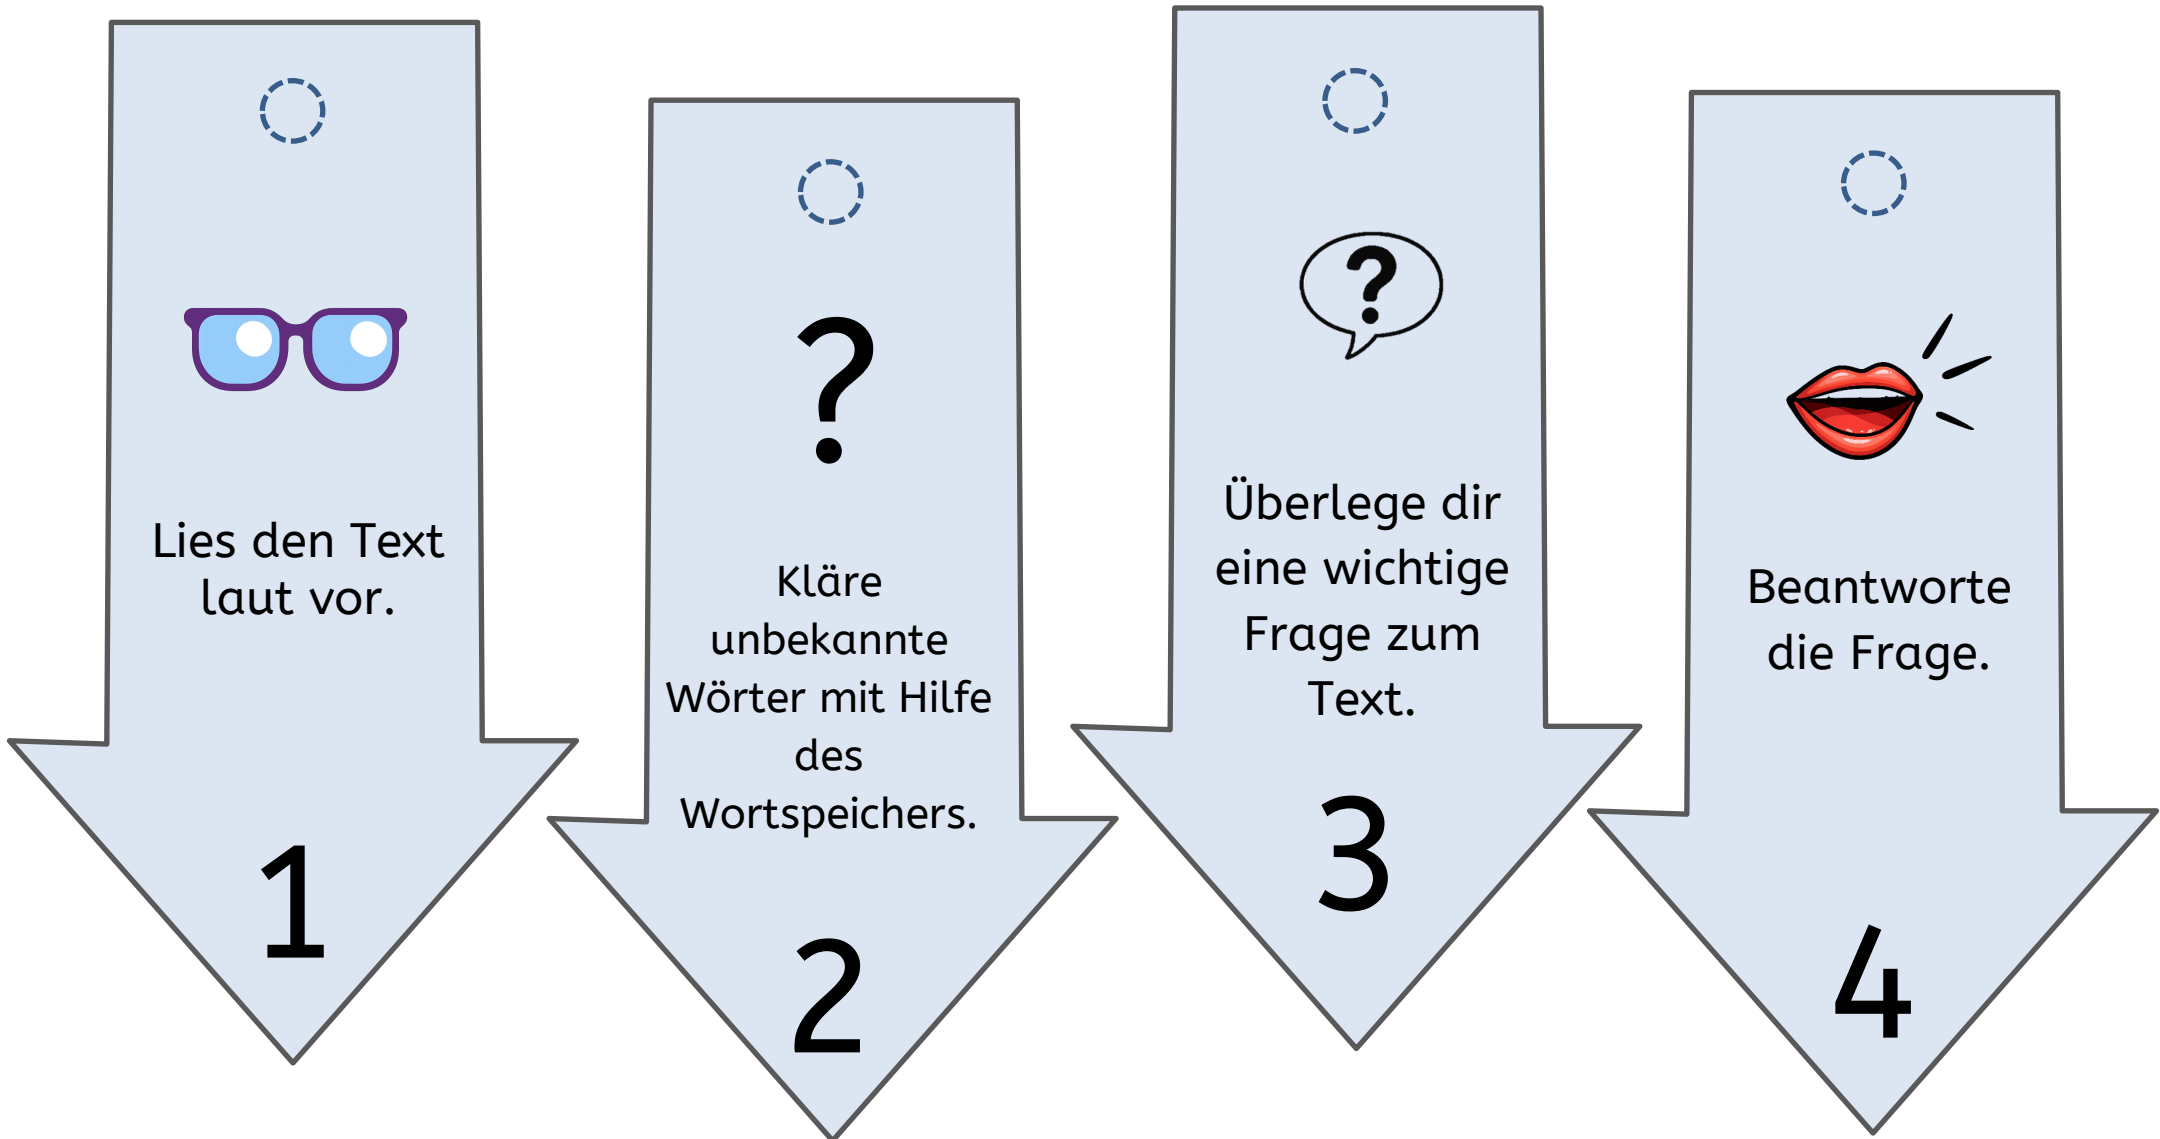 Lies den Text
laut vor.
1
?
Kläre
unbekannte
Wörter mit Hilfe
des
Wortspeichers.
2
?
Überlege dir
eine wichtige
Frage zum
Text.
3
Beantworte
die Frage.
4